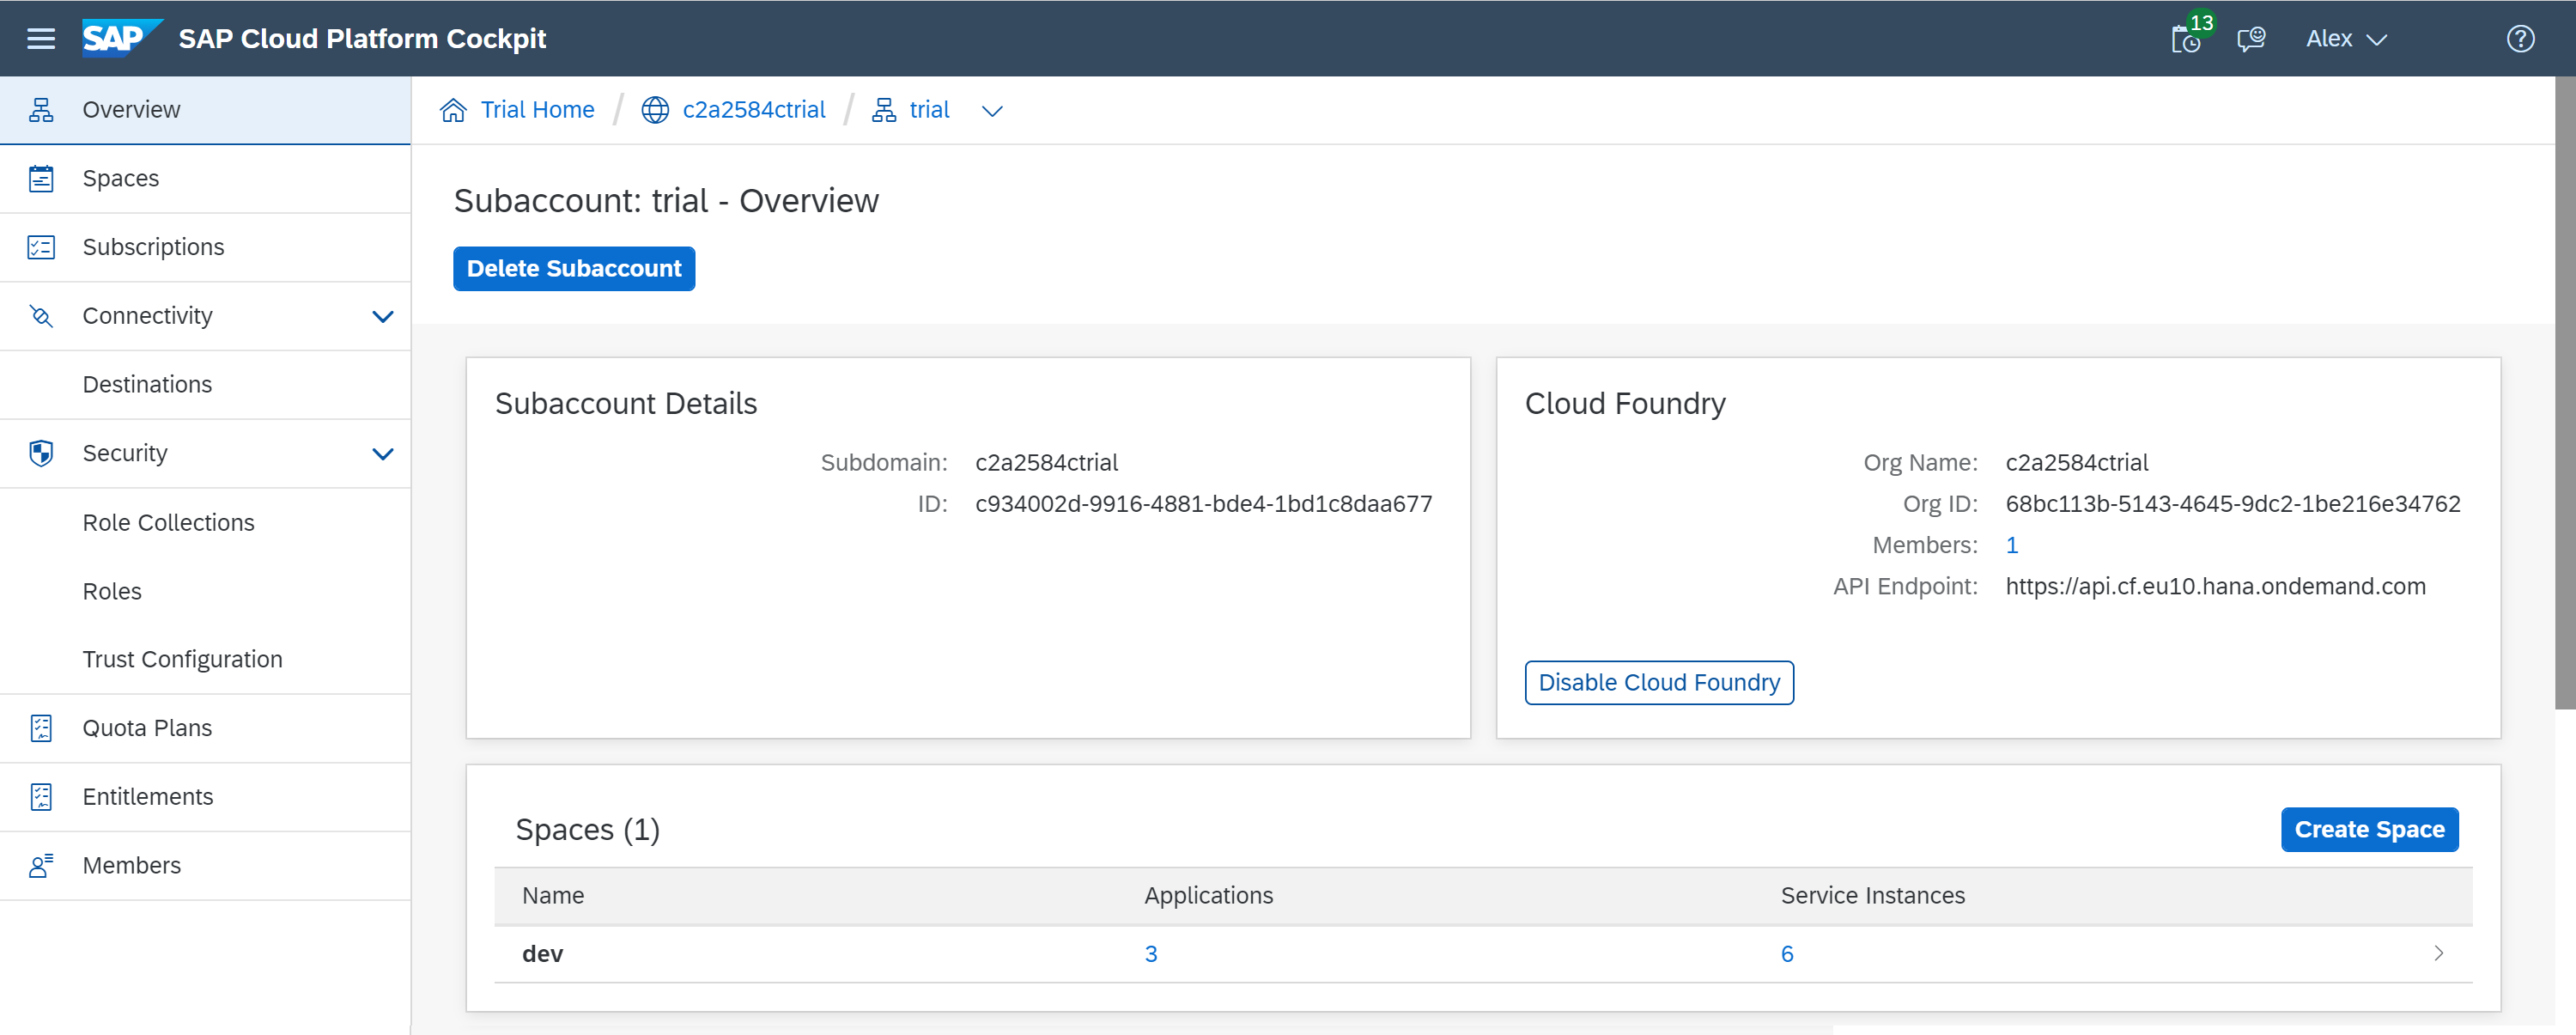 SAP SAP Cloud Platform Cockpit
13
Alex
Overview
Spaces
Subscriptions
Connectivity
Destinations
Security
Role Collections
Roles
Trust Configuration
Quota Plans
Entitlements
Members
Trial Home / c2a2584ctrial / trial
Subaccount: trial - Overview
Delete Subaccount
Subaccount Details
Subdomain: c2a2584ctrial
ID: c934002d-9916-4881-bde4-1bd1c8daa677
Cloud Foundry
Org Name: c2a2584ctrial
Org ID: 68bc113b-5143-4645-9dc2-1be216e34762
Members: 1
API Endpoint: https://api.cf.eu10.hana.ondemand.com
Disable Cloud Foundry
Spaces (1)
Create Space
Name Applications Service Instances
dev 3 6